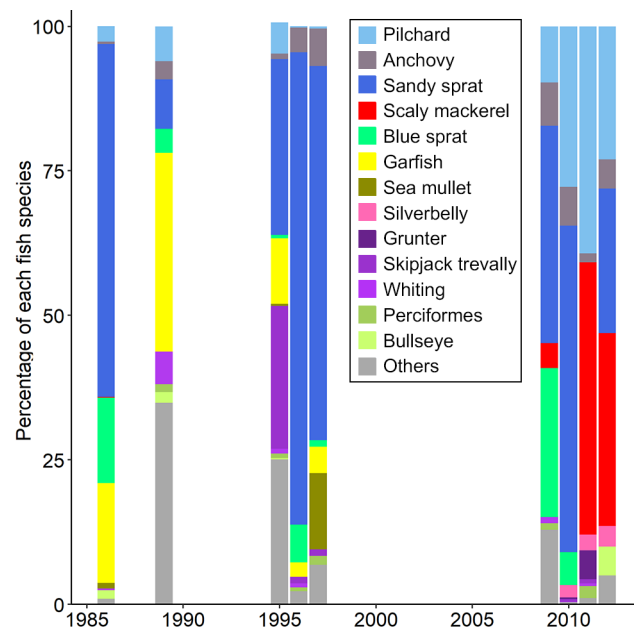 100
75
50
25
0
Percentage of each fish species
Pilchard
Anchovy
Sandy sprat
Scaly mackerel
Blue sprat
Garfish
Sea mullet
Silverbelly
Grunter
Skipjack trevally
Whiting
Perciformes
Bullseye
Others
1985 1990 1995 2000 2005 2010